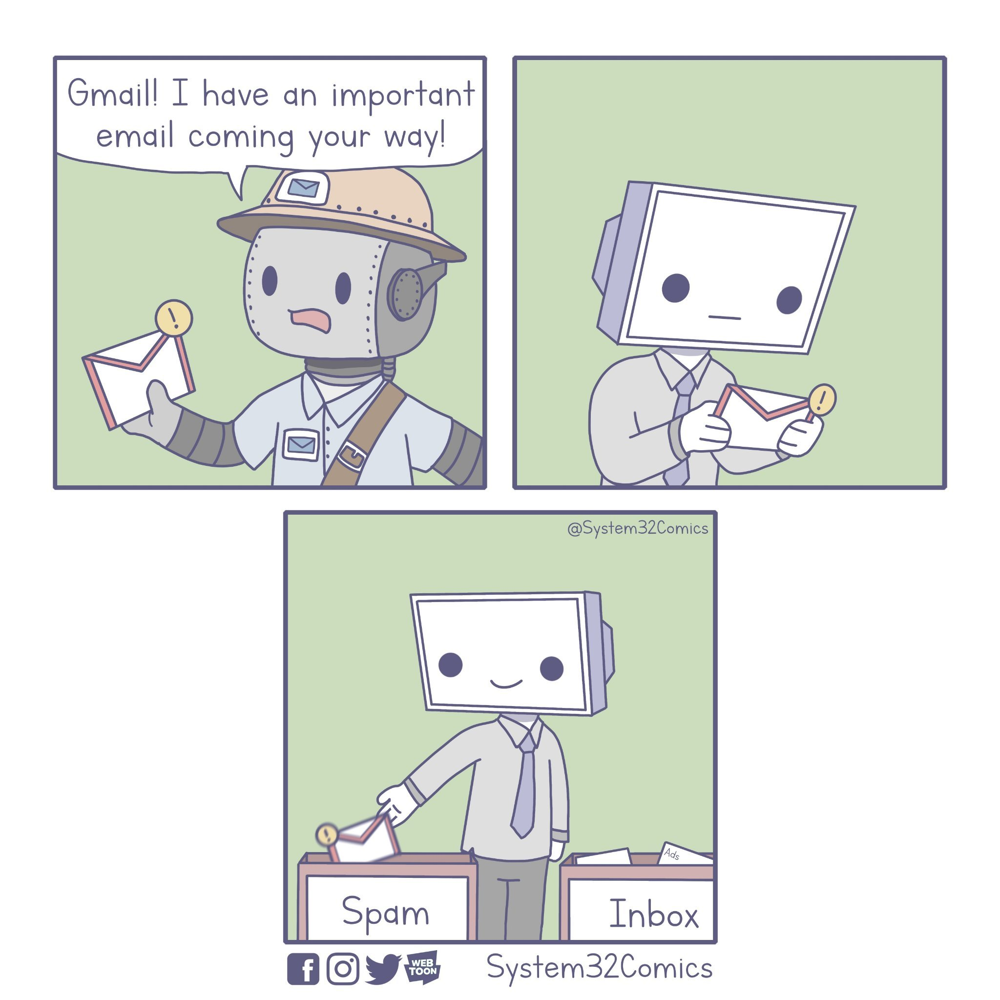 Gmail! I have an important
email coming your way!
@System32Comics
Ads
Spam
Inbox
WEB
TOON
System32Comics